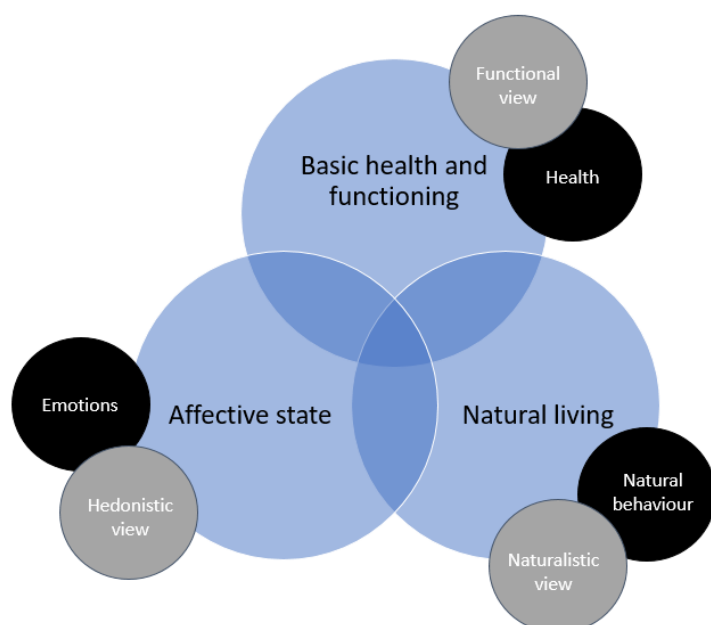 Functional
view
Basic health and
functioning
Health
Emotions
Affective state
Natural living
Hedonistic
view
Natural
behaviour
Naturalistic
view